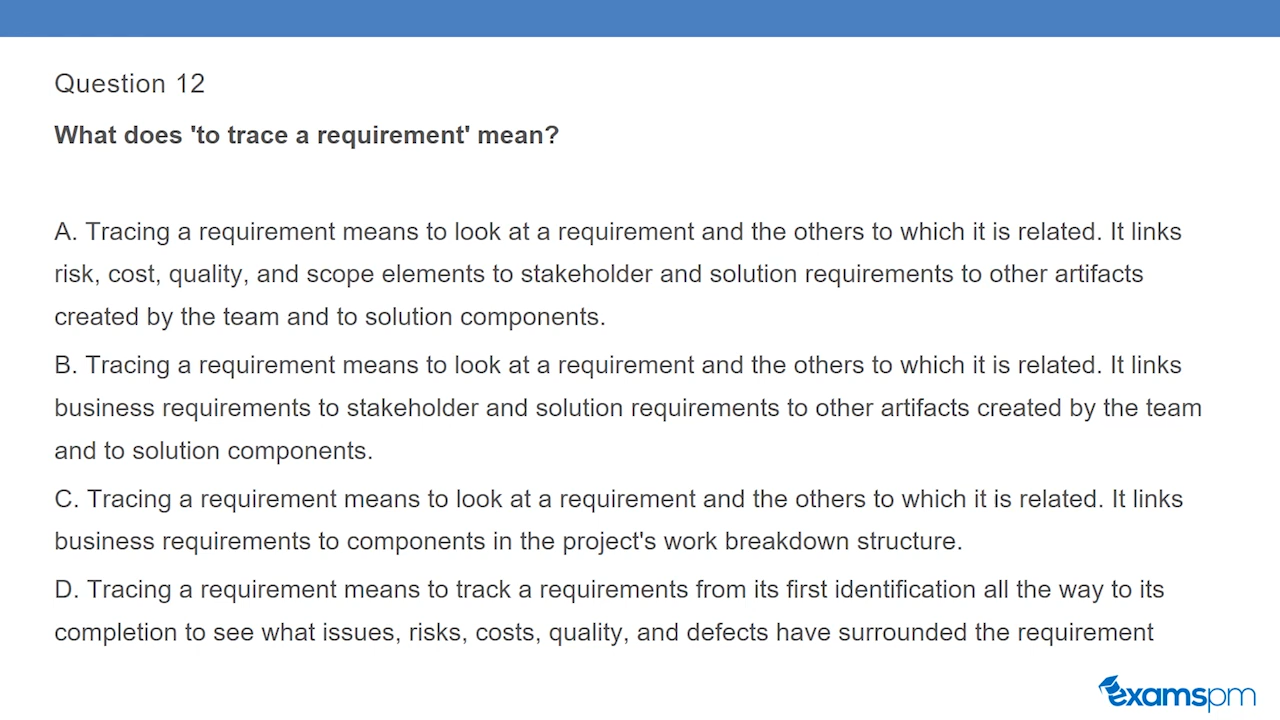 Question 12
What does 'to trace a requirement' mean?
A. Tracing a requirement means to look at a requirement and the others to which it is related. It links
risk, cost, quality, and scope elements to stakeholder and solution requirements to other artifacts
created by the team and to solution components.
B. Tracing a requirement means to look at a requirement and the others to which it is related. It links
business requirements to stakeholder and solution requirements to other artifacts created by the team
and to solution components.
C. Tracing a requirement means to look at a requirement and the others to which it is related. It links
business requirements to components in the project's work breakdown structure.
D. Tracing a requirement means to track a requirements from its first identification all the way to its
completion to see what issues, risks, costs, quality, and defects have surrounded the requirement
examspm